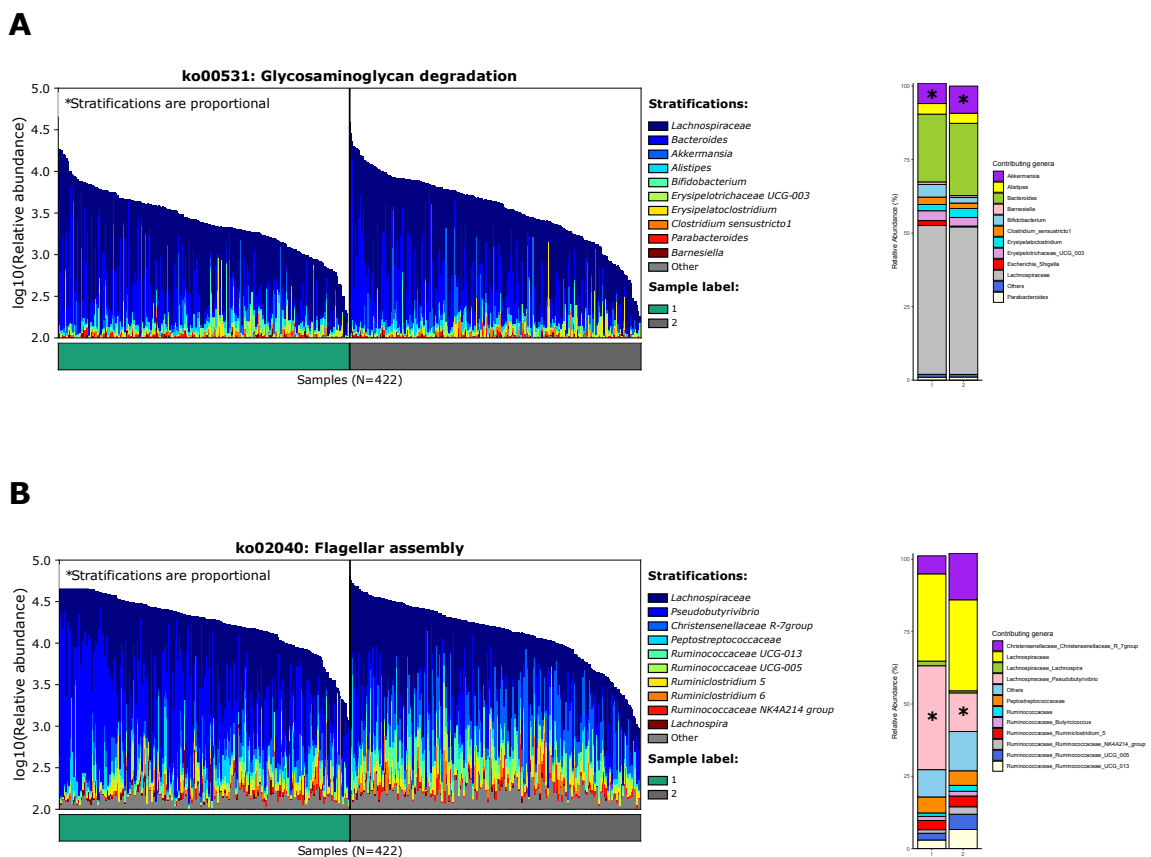 A
ko00531: Glycosaminoglycan degradation
*Stratifications are proportional
log10(Relative abundance)
5.0
4.5
4.0
3.5
3.0
2.5
2.0
Samples (N=422)
Stratifications:
Lachnospiraceae
Bacteroides
Akkermansia
Alistipes
Bifidobacterium
Erysipelotrichaceae UCG-003
Erysipelatoclostridium
Clostridium sensustricto1
Parabacteroides
Barnesiella
Other
Sample label:
1
2
Relative Abundance (%)
100
75
50
25
0
*
*
1
2
Contributing genera
Akkermansia
Alistipes
Bacteroides
Barnesiella
Bifidobacterium
Clostridium_sensustricto1
Erysipelatoclostridium
Erysipelotrichaceae_UCG_003
Escherichia_Shigella
Lachnospiraceae
Others
Parabacteroides
B
ko02040: Flagellar assembly
*Stratifications are proportional
log10(Relative abundance)
5.0
4.5
4.0
3.5
3.0
2.5
2.0
Samples (N=422)
Stratifications:
Lachnospiraceae
Pseudobutyrivibrio
Christensenellaceae R-7group
Peptostreptococcaceae
Ruminococcaceae UCG-013
Ruminococcaceae UCG-005
Ruminiclostridium 5
Ruminiclostridium 6
Ruminococcaceae NK4A214 group
Lachnospira
Other
Sample label:
1
2
Relative Abundance (%)
100
75
50
25
0
*
*
1
2
Contributing genera
Christensenellaceae_Christensenellaceae_R_7group
Lachnospiraceae
Lachnospiraceae_Lachnospira
Lachnospiraceae_Pseudobutyrivibrio
Others
Peptostreptococcaceae
Ruminococcaceae
Ruminococcaceae_Butyricicoccus
Ruminococcaceae_Ruminiclostridium_5
Ruminococcaceae_Ruminococcaceae_NK4A214_group
Ruminococcaceae_Ruminococcaceae_UCG_005
Ruminococcaceae_Ruminococcaceae_UCG_013